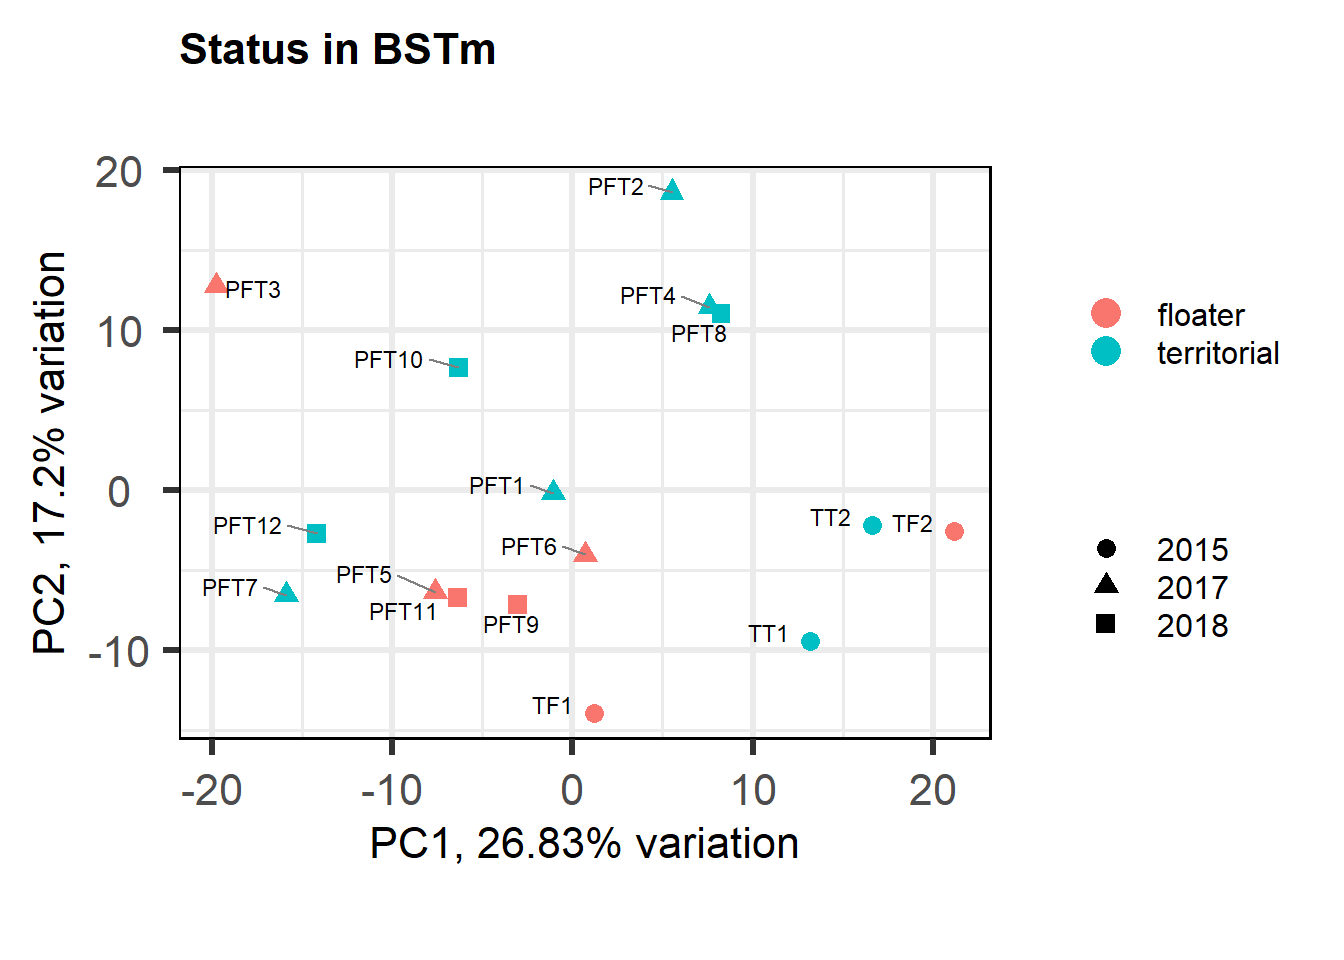 Status in BSTm
20
10
0
-10
PC2, 17.2% variation
PFT2
PFT3
PFT4
PFT8
PFT10
PFT1
PFT12
PFT6
TT2
TF2
PFT5
PFT7
PFT11
PFT9
TT1
TF1
-20
-10
0
10
20
PC1, 26.83% variation
floater
territorial
2015
2017
2018